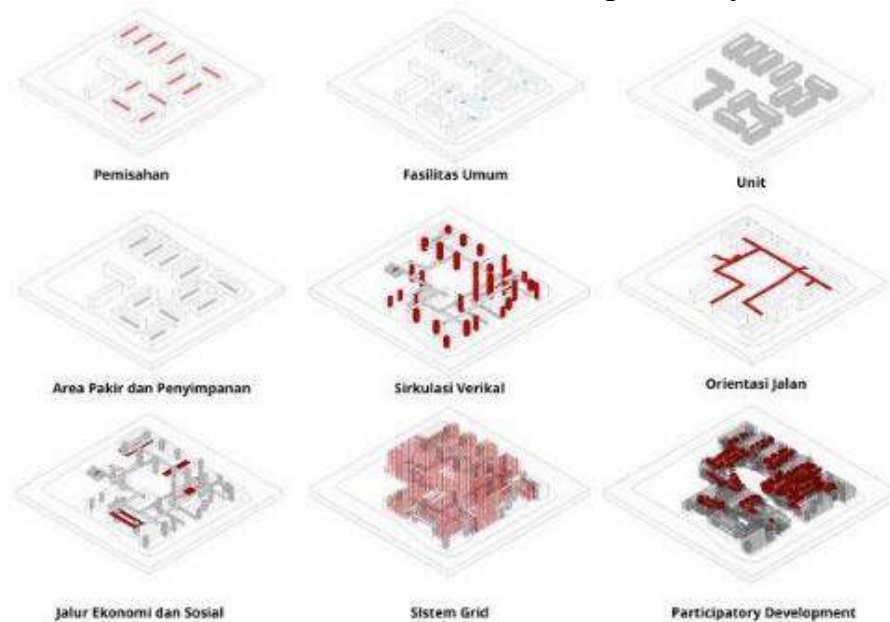 Pemisahan
Fasilitas Umum
Unit
Area Pakir dan Penyimpanan
Sirkulasi Verikal
Orientasi Jalan
Jalur Ekonomi dan Sosial
Sistem Grid
Participatory Development